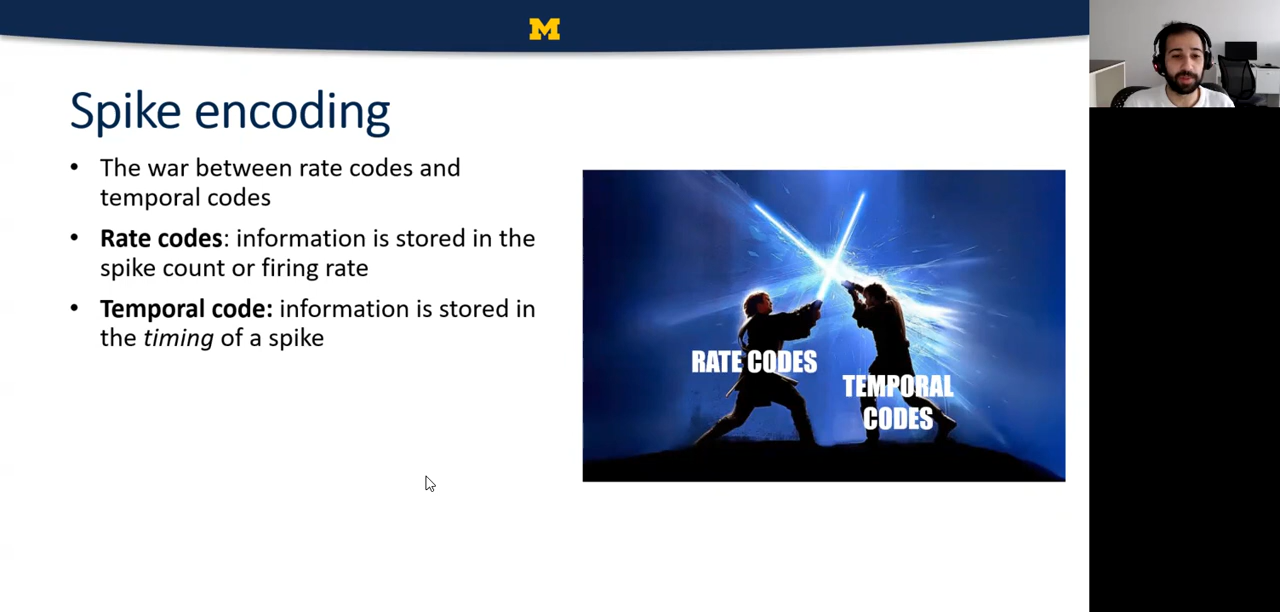 M
Spike encoding
• The war between rate codes and
temporal codes
• Rate codes: information is stored in the
spike count or firing rate
• Temporal code: information is stored in
the timing of a spike
RATE CODES
TEMPORAL
CODES